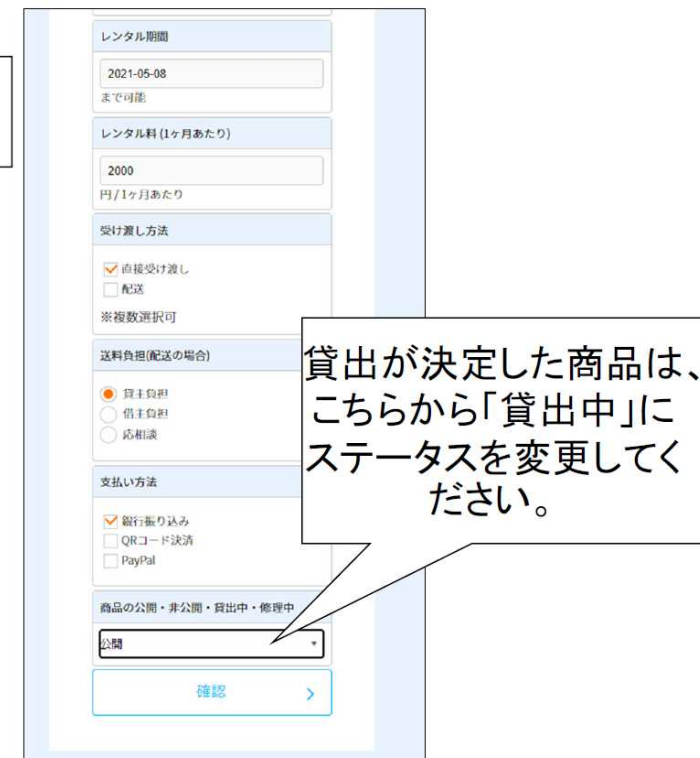 レンタル期間
2021-05-08
まで可能
レンタル料 (1ヶ月あたり)
2000
円 / 1ヶ月あたり
受け渡し方法
直接受け渡し
配送
※複数選択可
送料負担(配送の場合)
貸主負担
借主負担
応相談
支払い方法
銀行振り込み
QRコード決済
PayPal
商品の公開・非公開・貸出中・修理中
公開
確認
貸出が決定した商品は、
こちらから「貸出中」に
ステータスを変更してく
ださい。